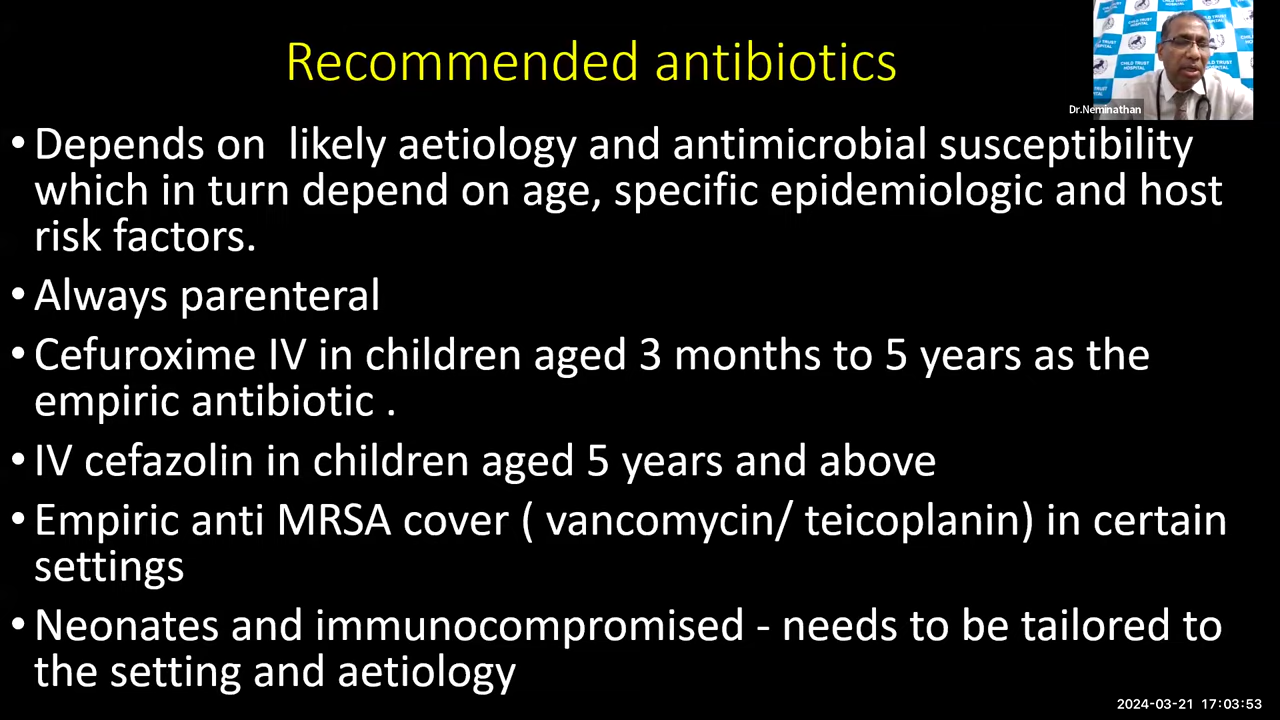 Recommended antibiotics
CHILD TRUST
HOSPITAL
Dr.Neminathan
• Depends on likely aetiology and antimicrobial susceptibility
which in turn depend on age, specific epidemiologic and host
risk factors.
• Always parenteral
• Cefuroxime IV in children aged 3 months to 5 years as the
empiric antibiotic .
• IV cefazolin in children aged 5 years and above
• Empiric anti MRSA cover ( vancomycin/ teicoplanin) in certain
settings
• Neonates and immunocompromised - needs to be tailored to
the setting and aetiology
2024-03-21 17:03:53